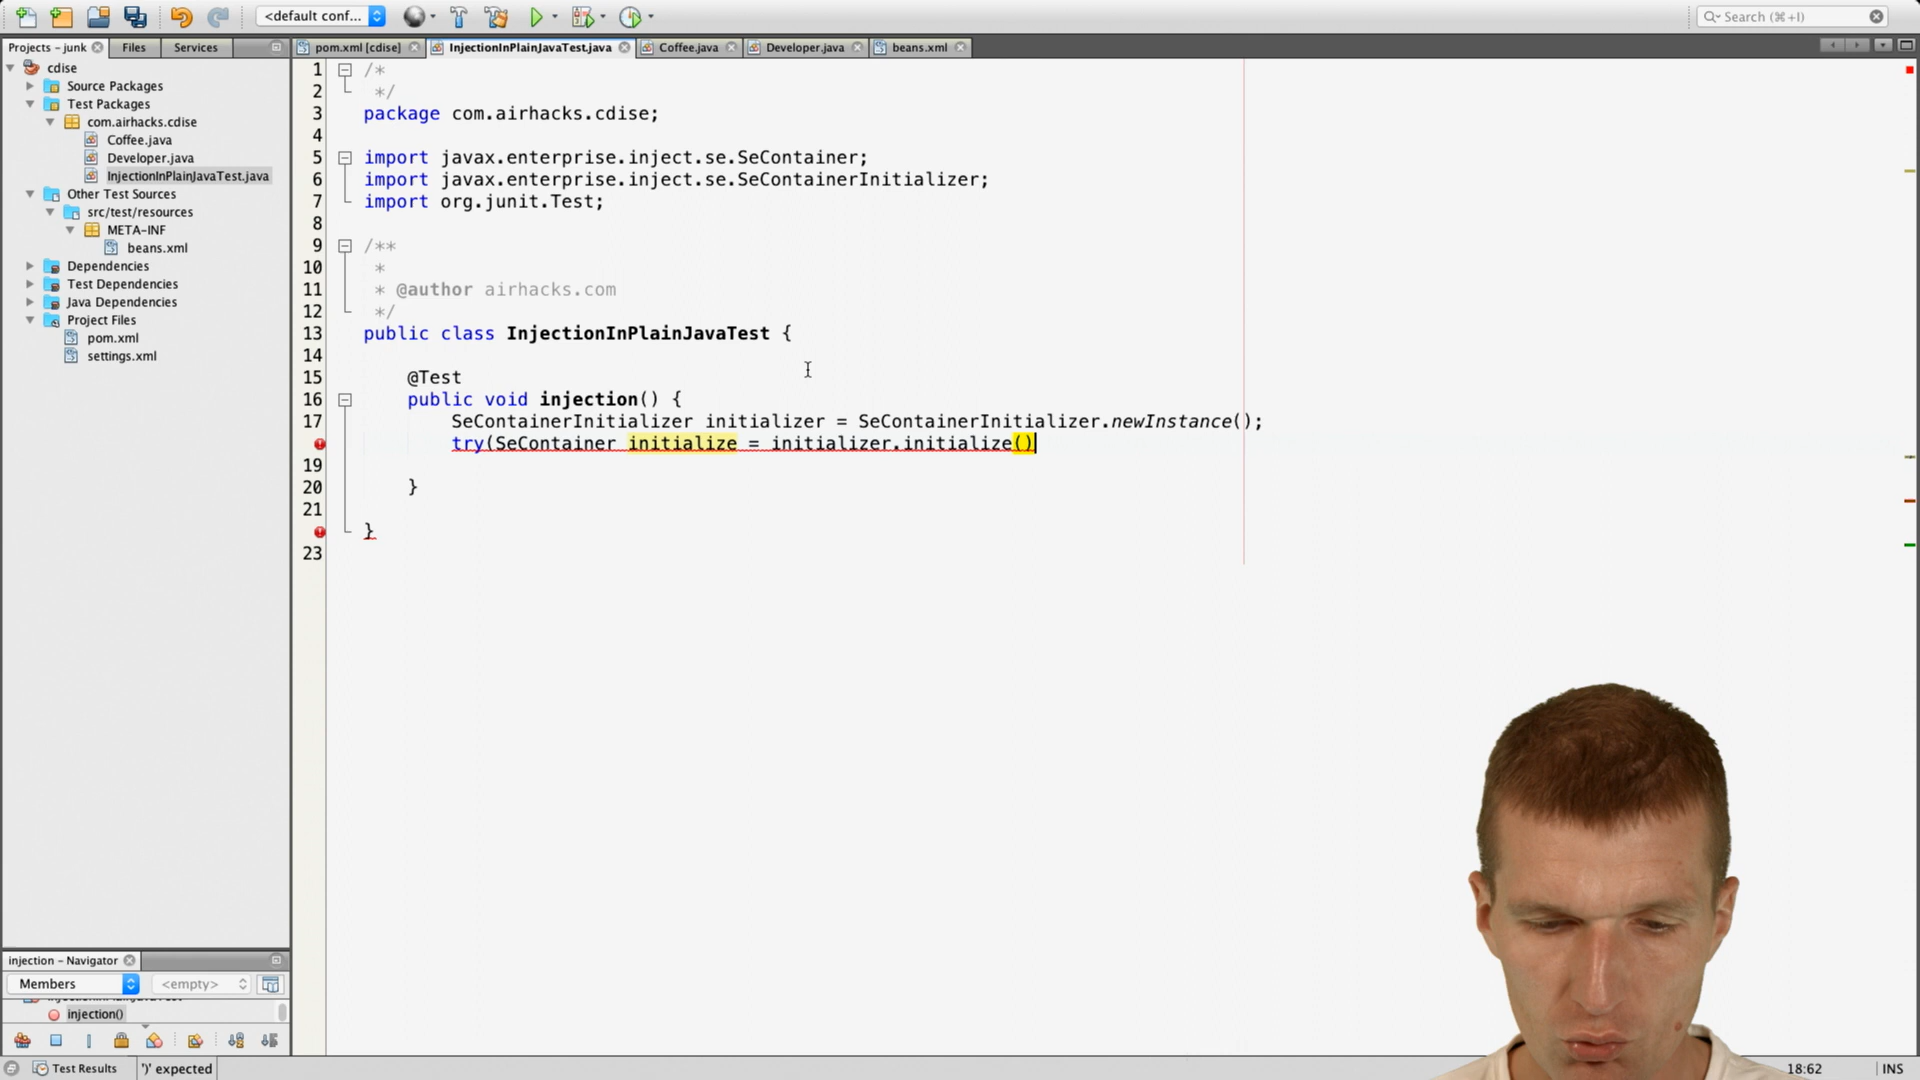 <default conf...
Search (⌘+I)
Projects – junk
Files
Services
pom.xml [cdise]
InjectionInPlainJavaTest.java
Coffee.java
Developer.java
beans.xml
cdise
Source Packages
Test Packages
com.airhacks.cdise
Coffee.java
Developer.java
InjectionInPlainJavaTest.java
Other Test Sources
src/test/resources
META-INF
beans.xml
Dependencies
Test Dependencies
Java Dependencies
Project Files
pom.xml
settings.xml
1 /*
2 */
3 package com.airhacks.cdise;
4
5 import javax.enterprise.inject.se.SeContainer;
6 import javax.enterprise.inject.se.SeContainerInitializer;
7 import org.junit.Test;
8
9 /**
10 *
11 * @author airhacks.com
12 */
13 public class InjectionInPlainJavaTest {
14
15 @Test
16 public void injection() {
17 SeContainerInitializer initializer = SeContainerInitializer.newInstance();
try(SeContainer initialize = initializer.initialize()
19
20 }
21
}
23
injection – Navigator
Members
<empty>
injection()
Test Results
')' expected
18:62
INS